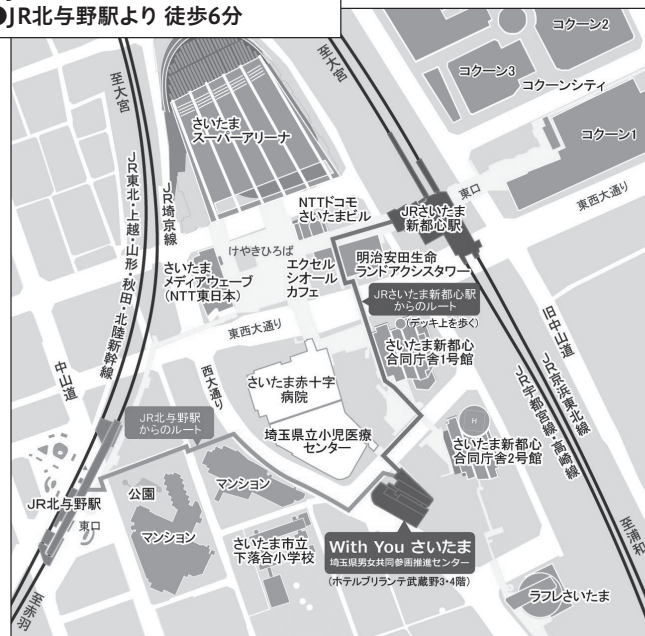 ●JR北与野駅より 徒歩6分
至大宮
至大宮
コクーン2
コクーン3
コクーンシティ
コクーン1
さいたま
スーパーアリーナ
JR東北・上越・山形・秋田・北陸新幹線
JR埼京線
NTTドコモ
さいたまビル
JRさいたま
新都心駅
東口
東西大通り
けやきひろば
さいたま
メディアウェーブ
(NTT東日本)
エクセル
シオール
カフェ
明治安田生命
ランドアクシスタワー
JRさいたま新都心駅
からのルート
(デッキ上を歩く)
東西大通り
さいたま新都心
合同庁舎1号館
旧中山道
JR京浜東北線
JR宇都宮線・高崎線
中山道
西大通り
さいたま赤十字
病院
JR北与野駅
からのルート
埼玉県立小児医療
センター
H
さいたま新都心
合同庁舎2号館
JR北与野駅
東口
公園
マンション
マンション
さいたま市立
下落合小学校
With You さいたま
埼玉県男女共同参画推進センター
(ホテルブリランテ武蔵野3・4階)
至浦和
ラフレさいたま
至赤羽